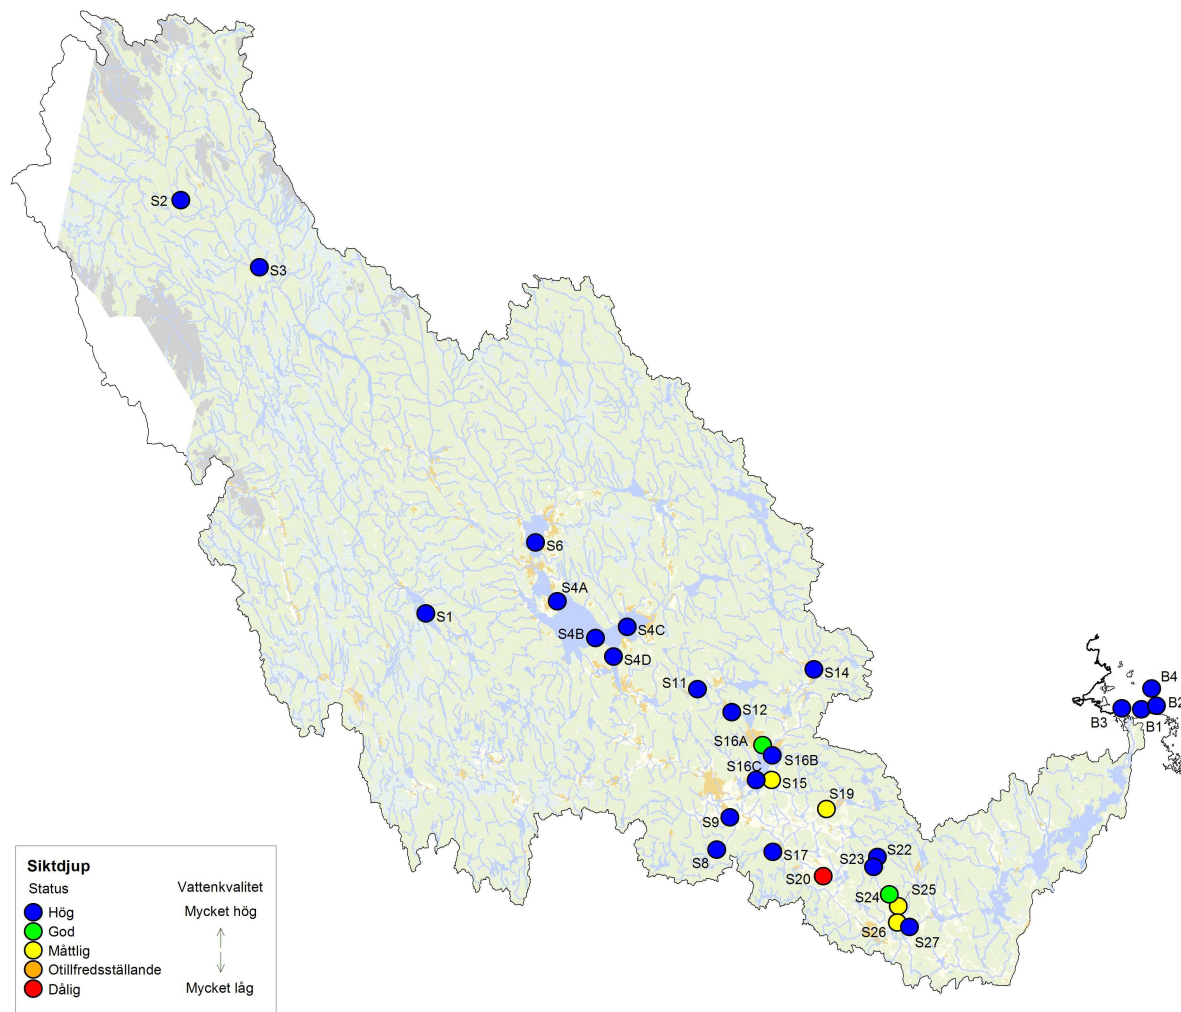 S2
S3
S6
S4A
S1
S4C
S4B
S4D
S14
S11
S12
B4
B2
B3
B1
S16A
S16B
S16C
S15
S19
S9
S8
S17
S22
S23
S20
S25
S24
S26
S27
Siktdjup
Status
Vattenkvalitet
Hög
Mycket hög
God
Måttlig
Otillfredsställande
Dålig
Mycket låg